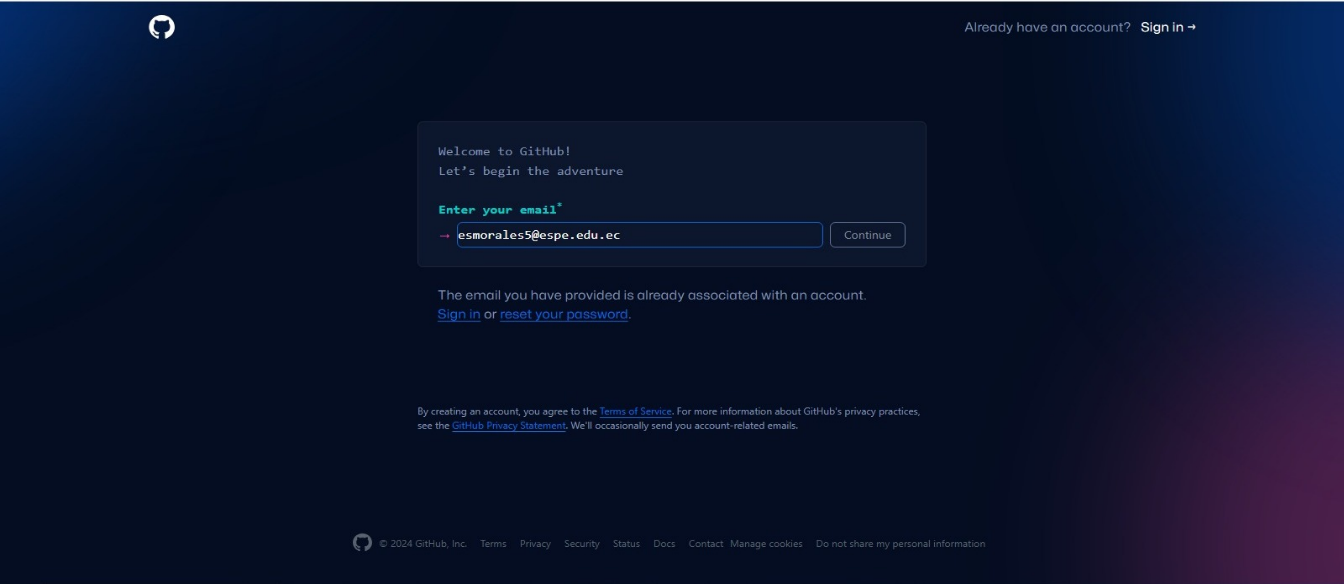 Already have an account? Sign in →
Welcome to GitHub!
Let's begin the adventure
Enter your email*
→ esmorales5@espe.edu.ec Continue
The email you have provided is already associated with an account.
Sign in or reset your password.
By creating an account, you agree to the Terms of Service. For more information about GitHub's privacy practices,
see the GitHub Privacy Statement. We'll occasionally send you account-related emails.
© 2024 GitHub, Inc. Terms Privacy Security Status Docs Contact Manage cookies Do not share my personal information